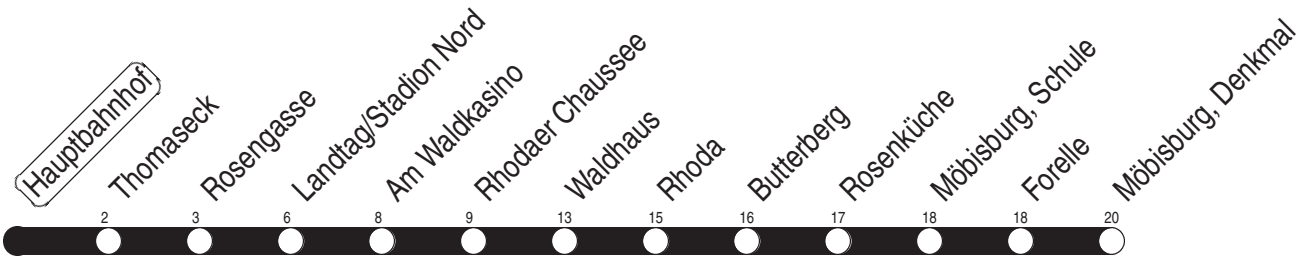 Hauptbahnhof
Thomaseck
Rosengasse
Landtag/Stadion Nord
Am Waldkasino
Rhodaer Chaussee
Waldhaus
Rhoda
Butterberg
Rosenküche
Möbisburg, Schule
Forelle
Möbisburg, Denkmal
2 3 6 8 9 13 15 16 17 18 18 20